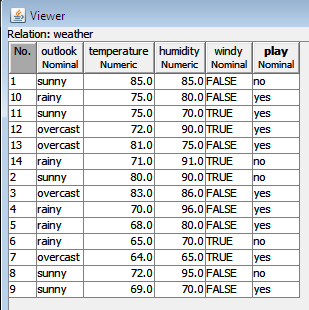 Viewer
Relation: weather
No. outlook temperature humidity windy play
Nominal Numeric Numeric Nominal Nominal
1 sunny 85.0 85.0 FALSE no
10 rainy 75.0 80.0 FALSE yes
11 sunny 75.0 70.0 TRUE yes
12 overcast 72.0 90.0 TRUE yes
13 overcast 81.0 75.0 FALSE yes
14 rainy 71.0 91.0 TRUE no
2 sunny 80.0 90.0 TRUE no
3 overcast 83.0 86.0 FALSE yes
4 rainy 70.0 96.0 FALSE yes
5 rainy 68.0 80.0 FALSE yes
6 rainy 65.0 70.0 TRUE no
7 overcast 64.0 65.0 TRUE yes
8 sunny 72.0 95.0 FALSE no
9 sunny 69.0 70.0 FALSE yes